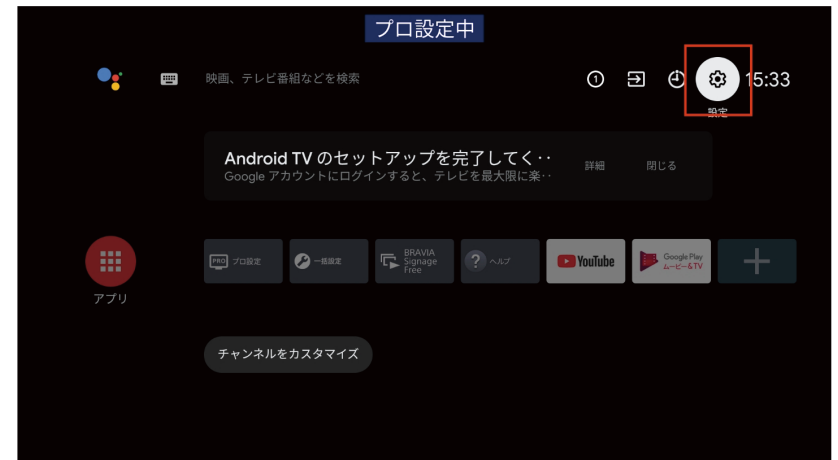 プロ設定中
映画、テレビ番組などを検索
1
15:33
設定
Android TV のセットアップを完了してく‥
Google アカウントにログインすると、テレビを最大限に楽‥
詳細
閉じる
アプリ
PRO プロ設定
一括設定
BRAVIA
Signage
Free
? ヘルプ
YouTube
Google Play
ムービー&TV
チャンネルをカスタマイズ